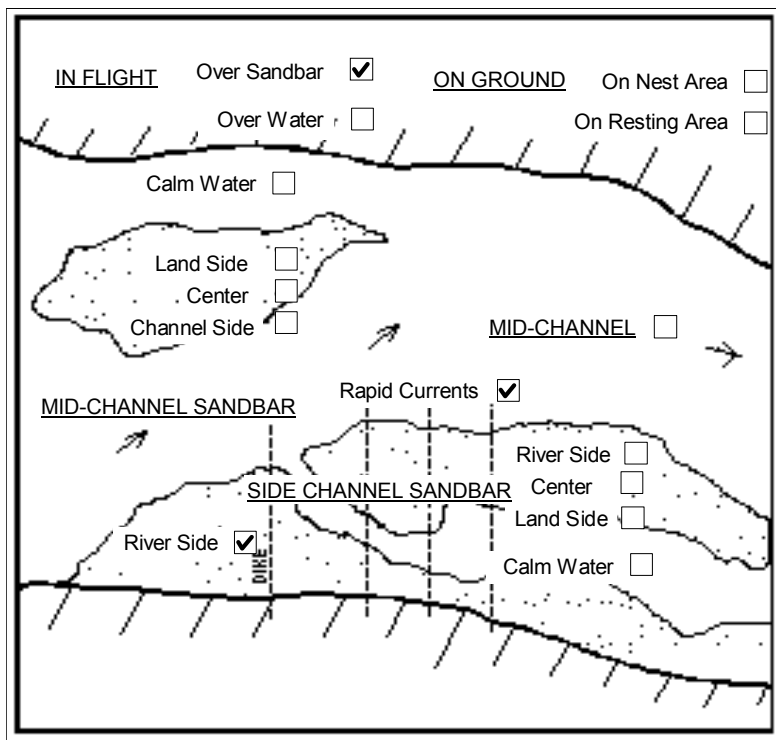 IN FLIGHT
Over Sandbar
ON GROUND
On Nest Area
Over Water
On Resting Area
Calm Water
Land Side
Center
Channel Side
MID-CHANNEL
Rapid Currents
MID-CHANNEL SANDBAR
River Side
SIDE CHANNEL SANDBAR
Center
Land Side
River Side
DIKE
Calm Water